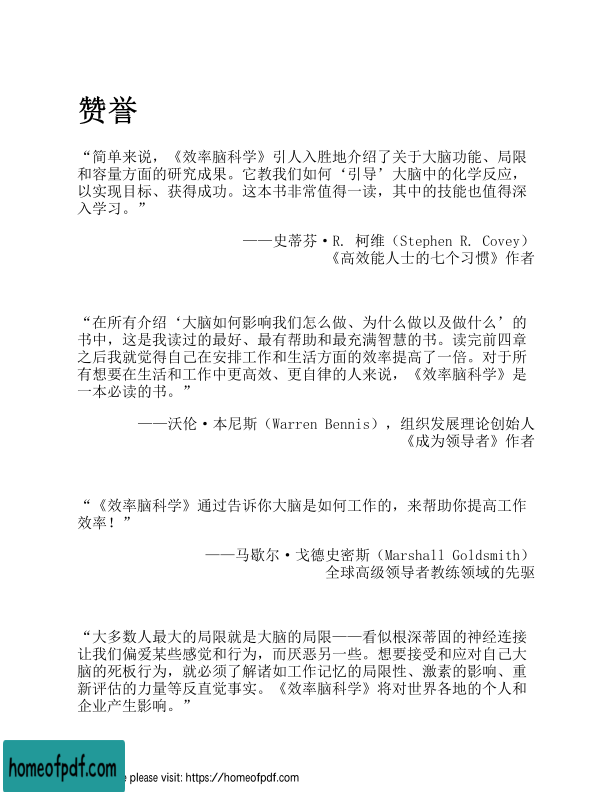 赞誉
“简单来说，《效率脑科学》引人入胜地介绍了关于大脑功能、局限
和容量方面的研究成果。它教我们如何‘引导’大脑中的化学反应，
以实现目标、获得成功。这本书非常值得一读，其中的技能也值得深
入学习。”
——史蒂芬·R. 柯维（Stephen R. Covey）
《高效能人士的七个习惯》作者
“在所有介绍‘大脑如何影响我们怎么做、为什么做以及做什么’的
书中，这是我读过的最好、最有帮助和最充满智慧的书。读完前四章
之后我就觉得自己在安排工作和生活方面的效率提高了一倍。对于所
有想要在生活和工作中更高效、更自律的人来说，《效率脑科学》是
一本必读的书。”
——沃伦·本尼斯（Warren Bennis），组织发展理论创始人
《成为领导者》作者
“《效率脑科学》通过告诉你大脑是如何工作的，来帮助你提高工作
效率！”
——马歇尔·戈德史密斯（Marshall Goldsmith）
全球高级领导者教练领域的先驱
“大多数人最大的局限就是大脑的局限——看似根深蒂固的神经连接
让我们偏爱某些感觉和行为，而厌恶另一些。想要接受和应对自己大
脑的死板行为，就必须了解诸如工作记忆的局限性、激素的影响、重
新评估的力量等反直觉事实。《效率脑科学》将对世界各地的个人和
企业产生影响。”
homeofpdf.com
please visit: https://homeofpdf.com